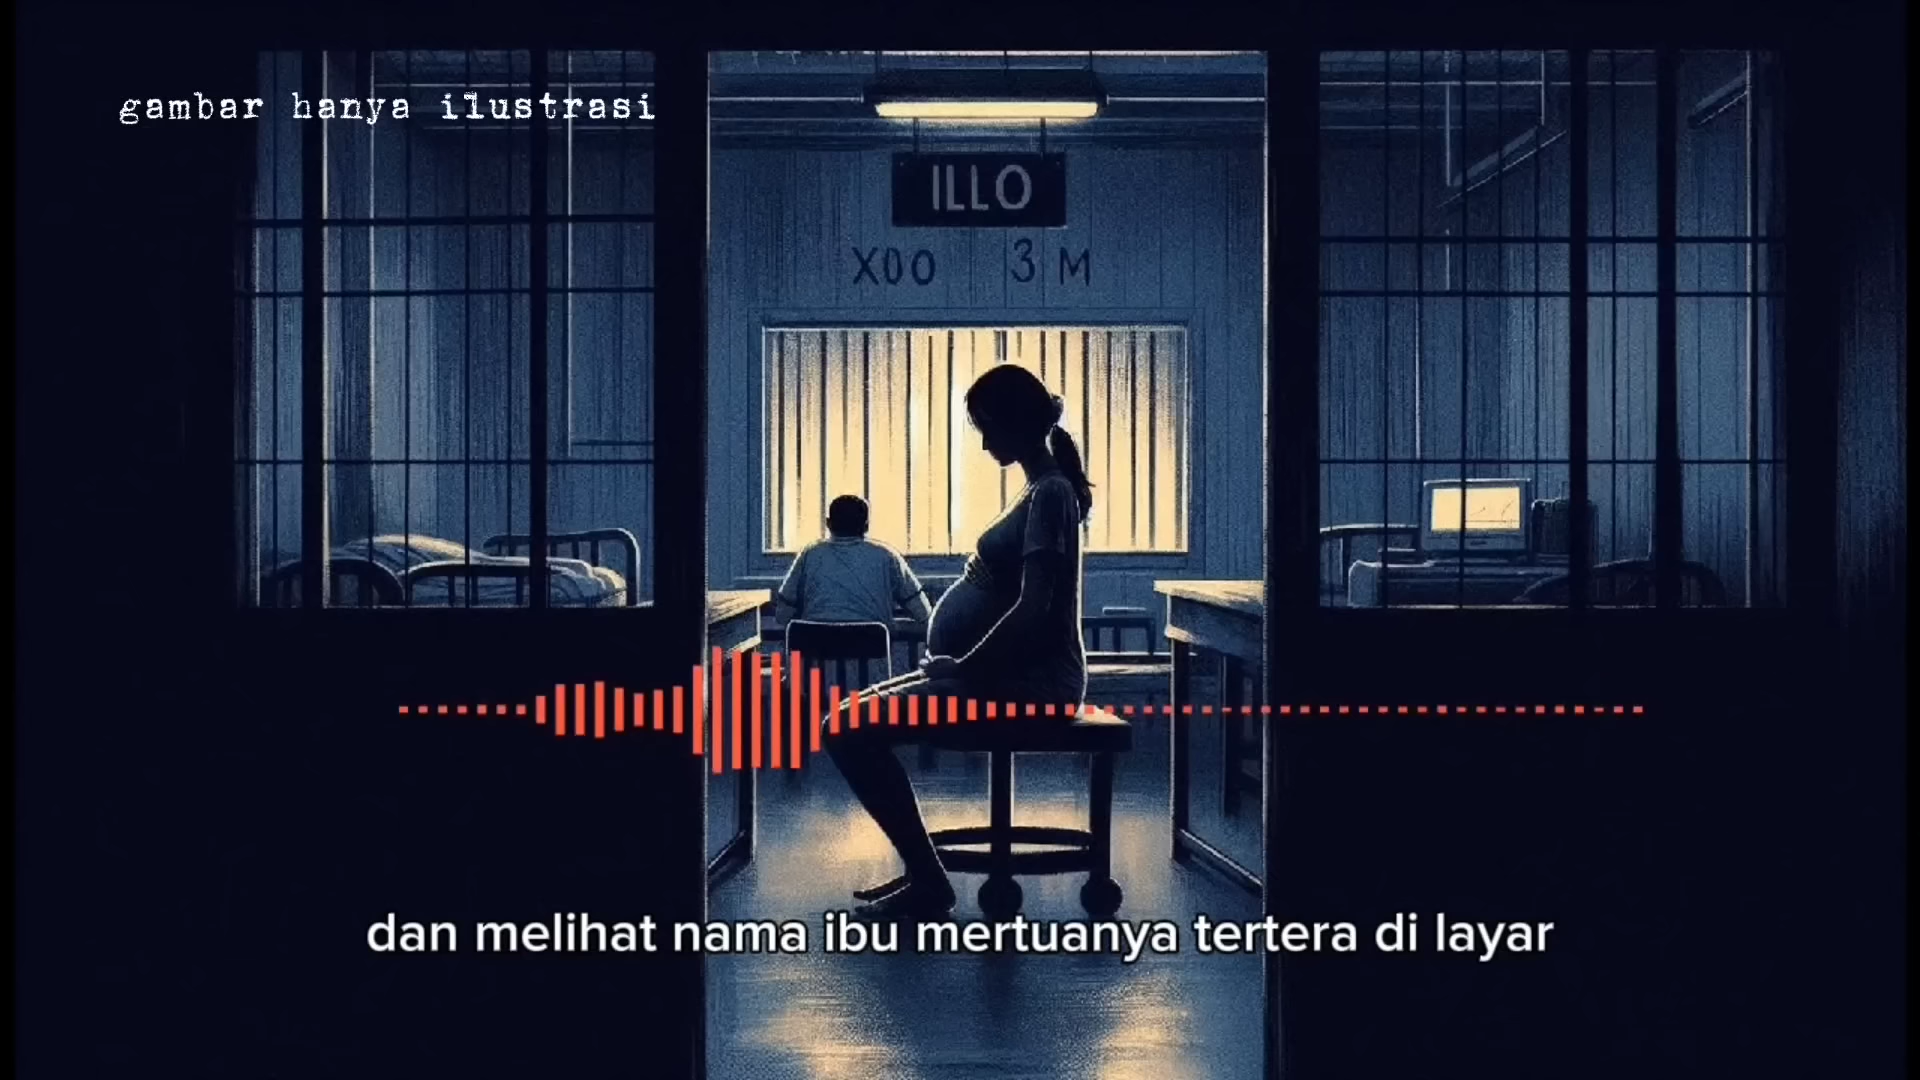 gambar hanya ilustrasi
ILLO
X00 3 M
dan melihat nama ibu mertuanya tertera di layar